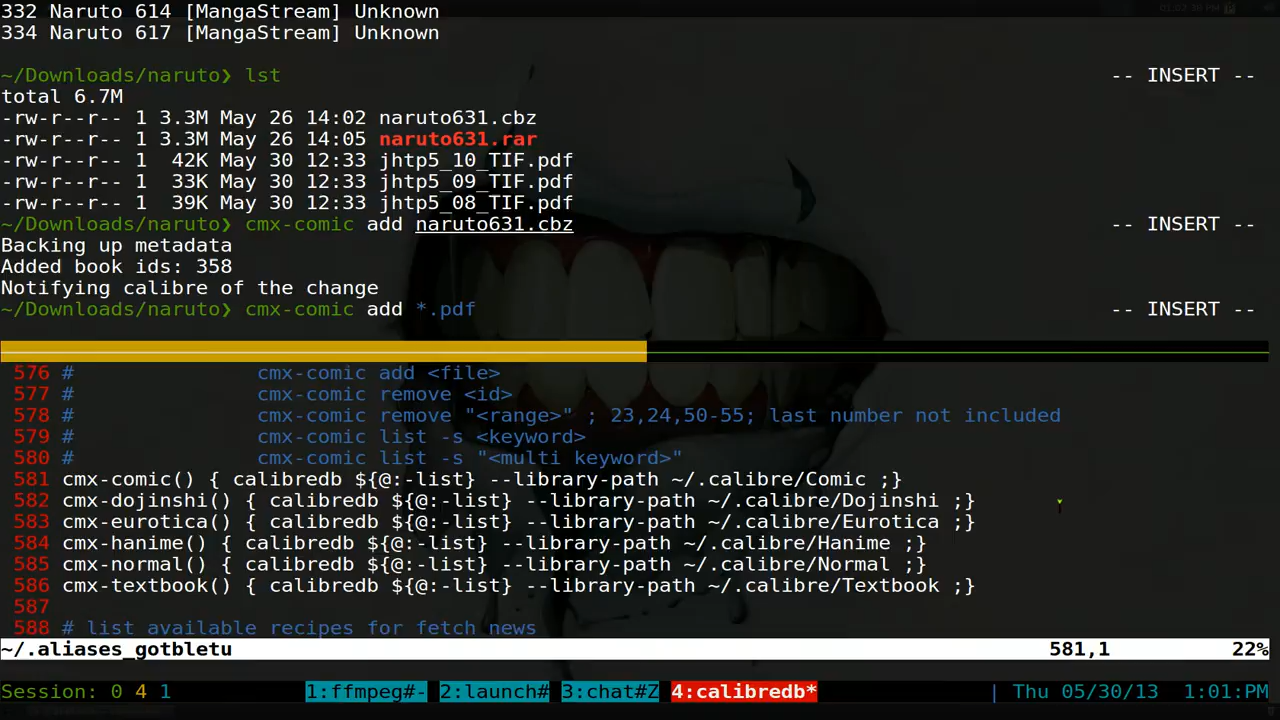 332 Naruto 614 [MangaStream] Unknown
334 Naruto 617 [MangaStream] Unknown
~/Downloads/naruto❯ lst -- INSERT --
total 6.7M
-rw-r--r-- 1 3.3M May 26 14:02 naruto631.cbz
-rw-r--r-- 1 3.3M May 26 14:05 naruto631.rar
-rw-r--r-- 1 42K May 30 12:33 jhtp5_10_TIF.pdf
-rw-r--r-- 1 33K May 30 12:33 jhtp5_09_TIF.pdf
-rw-r--r-- 1 39K May 30 12:33 jhtp5_08_TIF.pdf
~/Downloads/naruto❯ cmx-comic add naruto631.cbz -- INSERT --
Backing up metadata
Added book ids: 358
Notifying calibre of the change
~/Downloads/naruto❯ cmx-comic add *.pdf -- INSERT --
576 # cmx-comic add <file>
577 # cmx-comic remove <id>
578 # cmx-comic remove "<range>" ; 23,24,50-55; last number not included
579 # cmx-comic list -s <keyword>
580 # cmx-comic list -s "<multi keyword>"
581 cmx-comic() { calibredb ${@:-list} --library-path ~/.calibre/Comic ;}
582 cmx-dojinshi() { calibredb ${@:-list} --library-path ~/.calibre/Dojinshi ;}
583 cmx-eurotica() { calibredb ${@:-list} --library-path ~/.calibre/Eurotica ;}
584 cmx-hanime() { calibredb ${@:-list} --library-path ~/.calibre/Hanime ;}
585 cmx-normal() { calibredb ${@:-list} --library-path ~/.calibre/Normal ;}
586 cmx-textbook() { calibredb ${@:-list} --library-path ~/.calibre/Textbook ;}
587
588 # list available recipes for fetch news
~/.aliases_gotbletu 581,1 22%
Session: 0 4 1 1:ffmpeg#- 2:launch# 3:chat#Z 4:calibredb* | Thu 05/30/13 1:01:PM